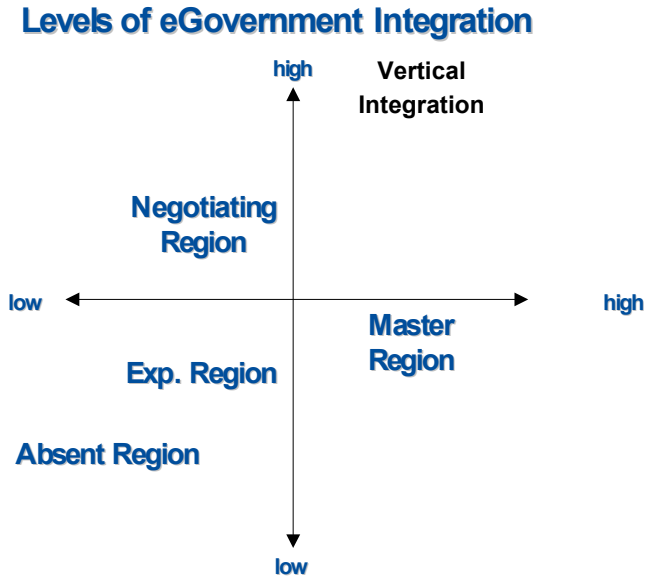 Levels of eGovernment Integration
high
Vertical
Integration
Negotiating
Region
low
high
Master
Region
Exp. Region
Absent Region
low